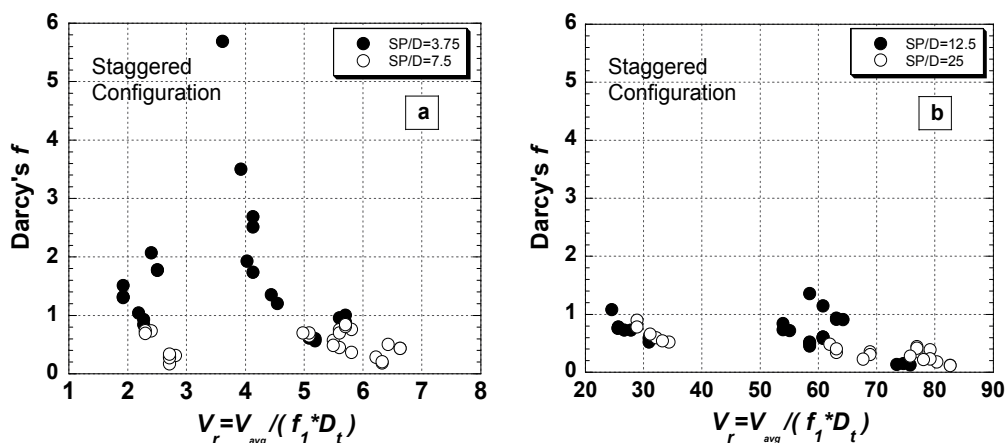 6
5
4
3
2
1
0
Darcy's f
SP/D=3.75
SP/D=7.5
Staggered
Configuration
a
1 2 3 4 5 6 7 8
V_r=V_avg/( f_1*D_t)
6
5
4
3
2
1
0
Darcy's f
SP/D=12.5
SP/D=25
Staggered
Configuration
b
20 30 40 50 60 70 80 90
V_r=V_avg/( f_1*D_t)